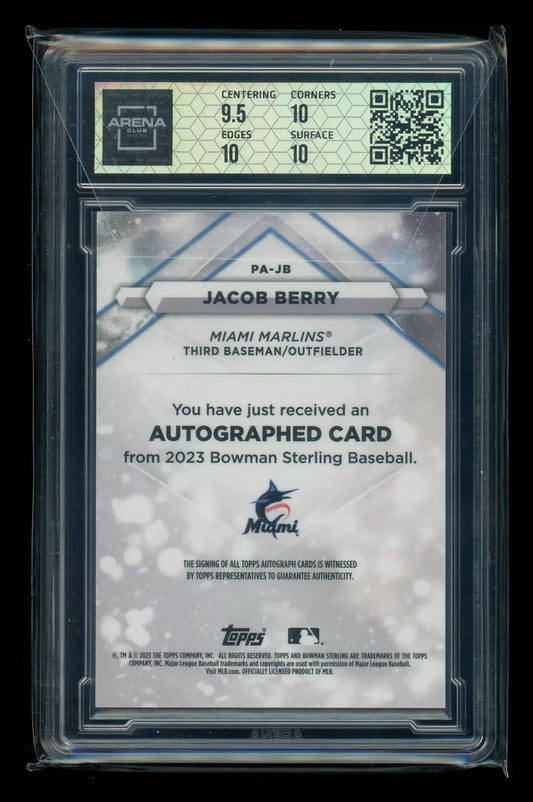 ARENA
CLUB
CENTERING CORNERS
9.5 10
EDGES SURFACE
10 10
PA-JB
JACOB BERRY
MIAMI MARLINS®
THIRD BASEMAN/OUTFIELDER
You have just received an
AUTOGRAPHED CARD
from 2023 Bowman Sterling Baseball.
Miami
THE SIGNING OF ALL TOPPS AUTOGRAPH CARDS IS WITNESSED
BY TOPPS REPRESENTATIVES TO GUARANTEE AUTHENTICITY.
Topps
®, TM & © 2023 THE TOPPS COMPANY, INC. ALL RIGHTS RESERVED. TOPPS AND BOWMAN STERLING ARE TRADEMARKS OF THE TOPPS
COMPANY, INC. Major League Baseball trademarks and copyrights are used with permission of Major League Baseball.
Visit MLB.com. OFFICIALLY LICENSED PRODUCT OF MLB.
ARENA